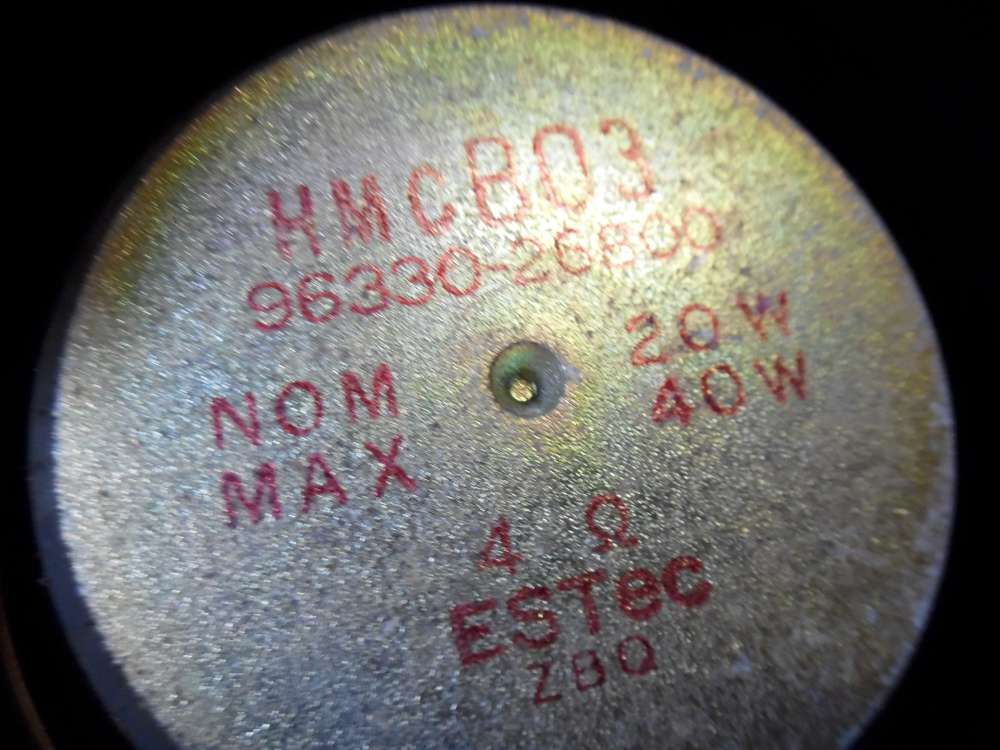 HMCB03
96330-26800
NOM 20W
MAX 40W
4 Ω
ESTec
ZBQ